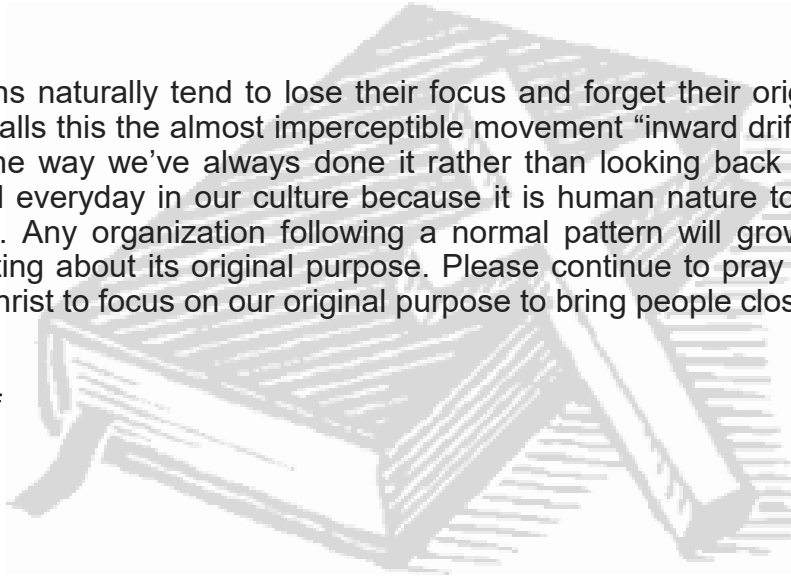 ns naturally tend to lose their focus and forget their orig
alls this the almost imperceptible movement “inward drif
ne way we’ve always done it rather than looking back
l everyday in our culture because it is human nature to
. Any organization following a normal pattern will grow
ting about its original purpose. Please continue to pray
hrist to focus on our original purpose to bring people clos